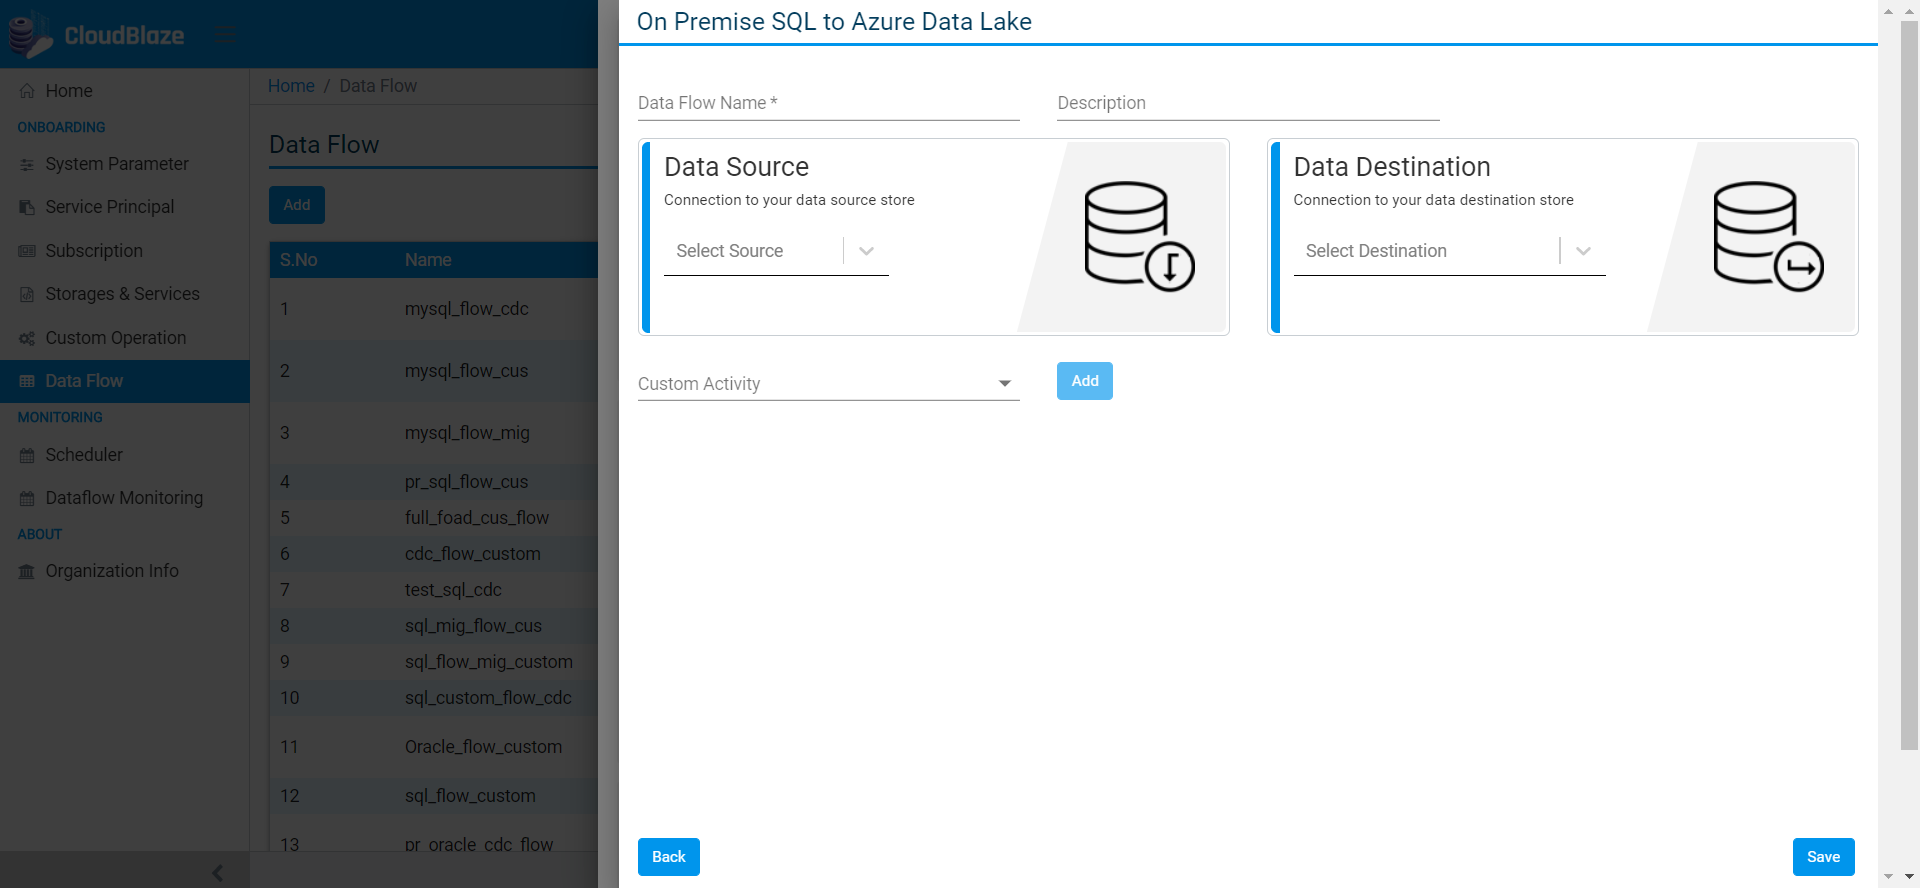 CloudBlaze
Home
ONBOARDING
System Parameter
Service Principal
Subscription
Storages & Services
Custom Operation
Data Flow
MONITORING
Scheduler
Dataflow Monitoring
ABOUT
Organization Info
Home / Data Flow
Data Flow
Add
S.No Name
1 mysql_flow_cdc
2 mysql_flow_cus
3 mysql_flow_mig
4 pr_sql_flow_cus
5 full_foad_cus_flow
6 cdc_flow_custom
7 test_sql_cdc
8 sql_mig_flow_cus
9 sql_flow_mig_custom
10 sql_custom_flow_cdc
11 Oracle_flow_custom
12 sql_flow_custom
13 pr_oracle_cdc_flow
On Premise SQL to Azure Data Lake
Data Flow Name * Description
Data Source
Connection to your data source store
Select Source
Data Destination
Connection to your data destination store
Select Destination
Custom Activity
Add
Back
Save